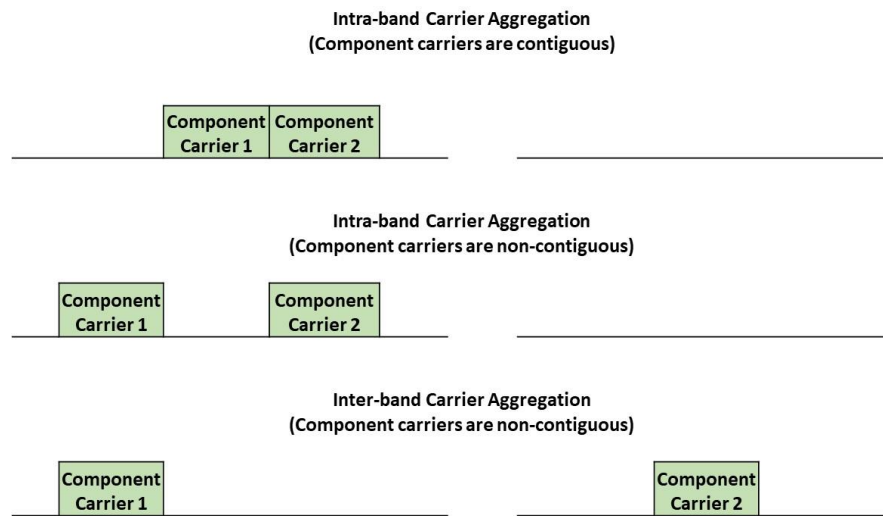 Intra-band Carrier Aggregation
(Component carriers are contiguous)
Component
Carrier 1
Component
Carrier 2
Intra-band Carrier Aggregation
(Component carriers are non-contiguous)
Component
Carrier 1
Component
Carrier 2
Inter-band Carrier Aggregation
(Component carriers are non-contiguous)
Component
Carrier 1
Component
Carrier 2